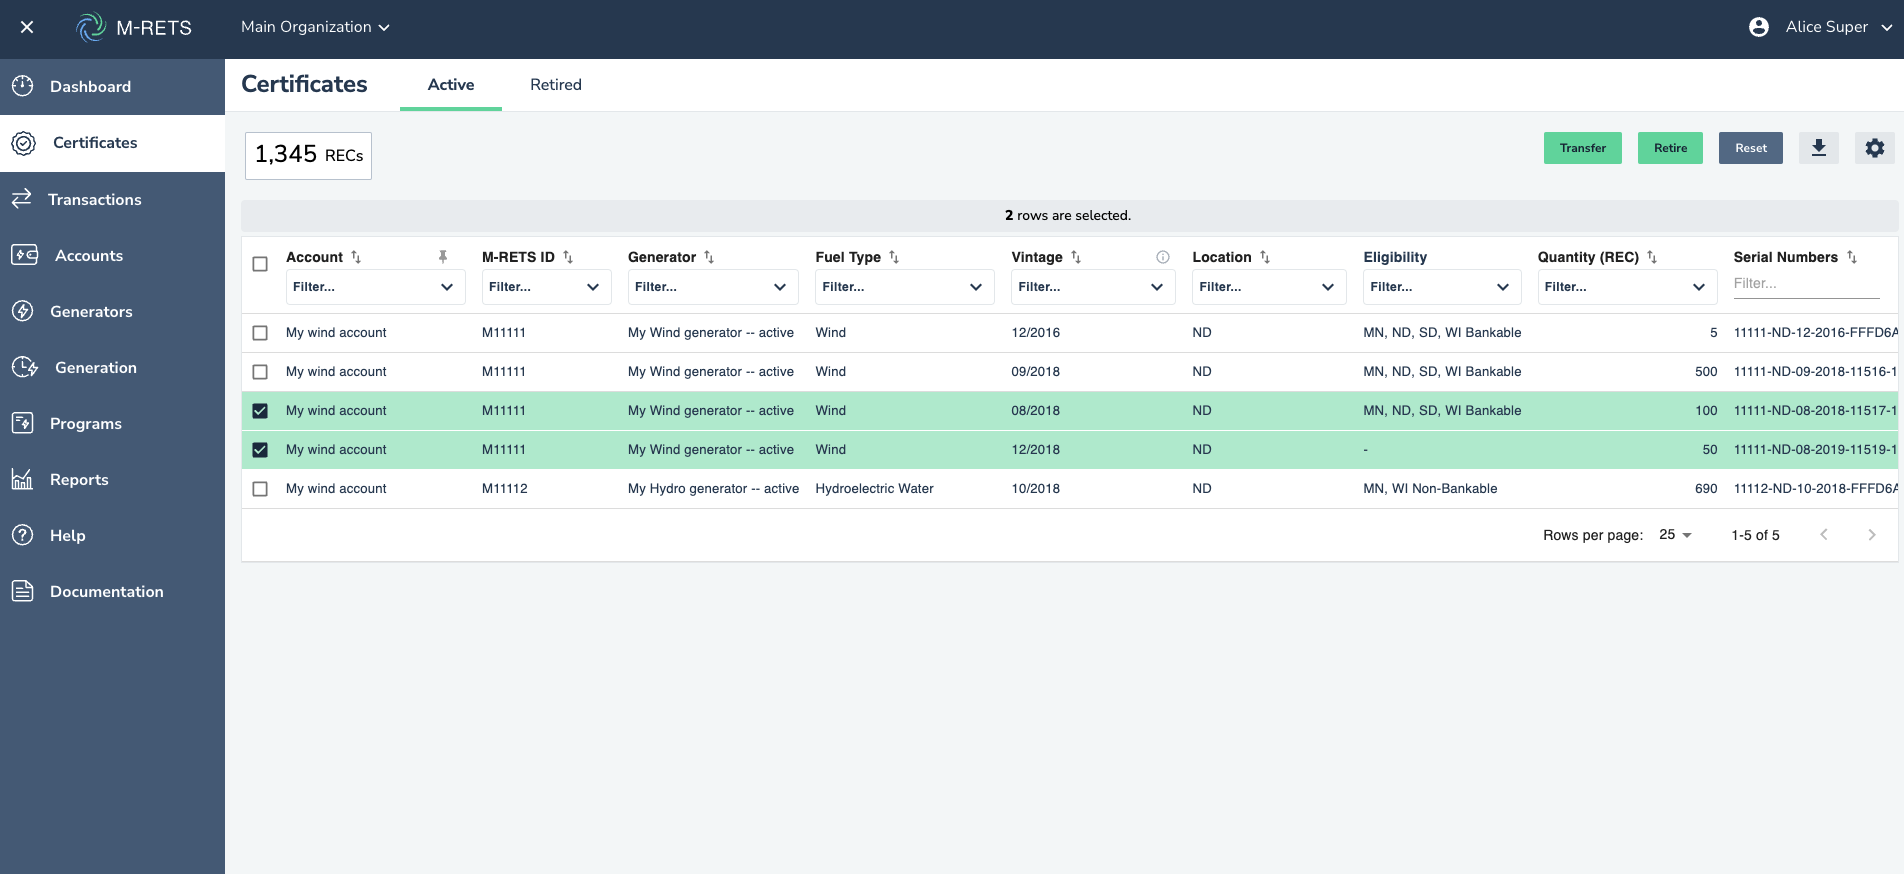 M-RETS
Main Organization
Alice Super
Dashboard
Certificates
Transactions
Accounts
Generators
Generation
Programs
Reports
Help
Documentation
Certificates Active Retired
1,345 RECs
Transfer Retire Reset
2 rows are selected.
Account M-RETS ID Generator Fuel Type Vintage Location Eligibility Quantity (REC) Serial Numbers
Filter... Filter... Filter... Filter... Filter... Filter... Filter... Filter... Filter...
My wind account M11111 My Wind generator -- active Wind 12/2016 ND MN, ND, SD, WI Bankable 5 11111-ND-12-2016-FFFD6A
My wind account M11111 My Wind generator -- active Wind 09/2018 ND MN, ND, SD, WI Bankable 500 11111-ND-09-2018-11516-1
My wind account M11111 My Wind generator -- active Wind 08/2018 ND MN, ND, SD, WI Bankable 100 11111-ND-08-2018-11517-1
My wind account M11111 My Wind generator -- active Wind 12/2018 ND - 50 11111-ND-08-2019-11519-1
My wind account M11112 My Hydro generator -- active Hydroelectric Water 10/2018 ND MN, WI Non-Bankable 690 11112-ND-10-2018-FFFD6A
Rows per page: 25 1-5 of 5